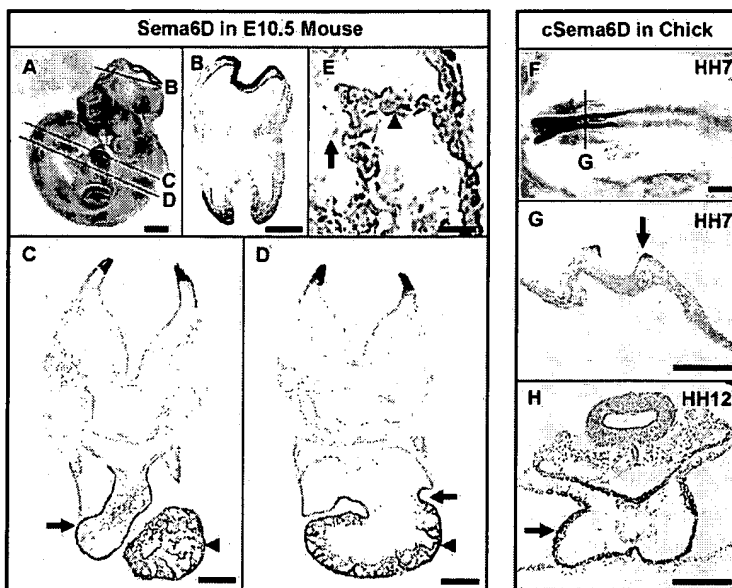 Sema6D in E10.5 Mouse
cSema6D in Chick
A
B
B
E
C
D
F
HH7
G
G
HH7
C
D
H
HH12